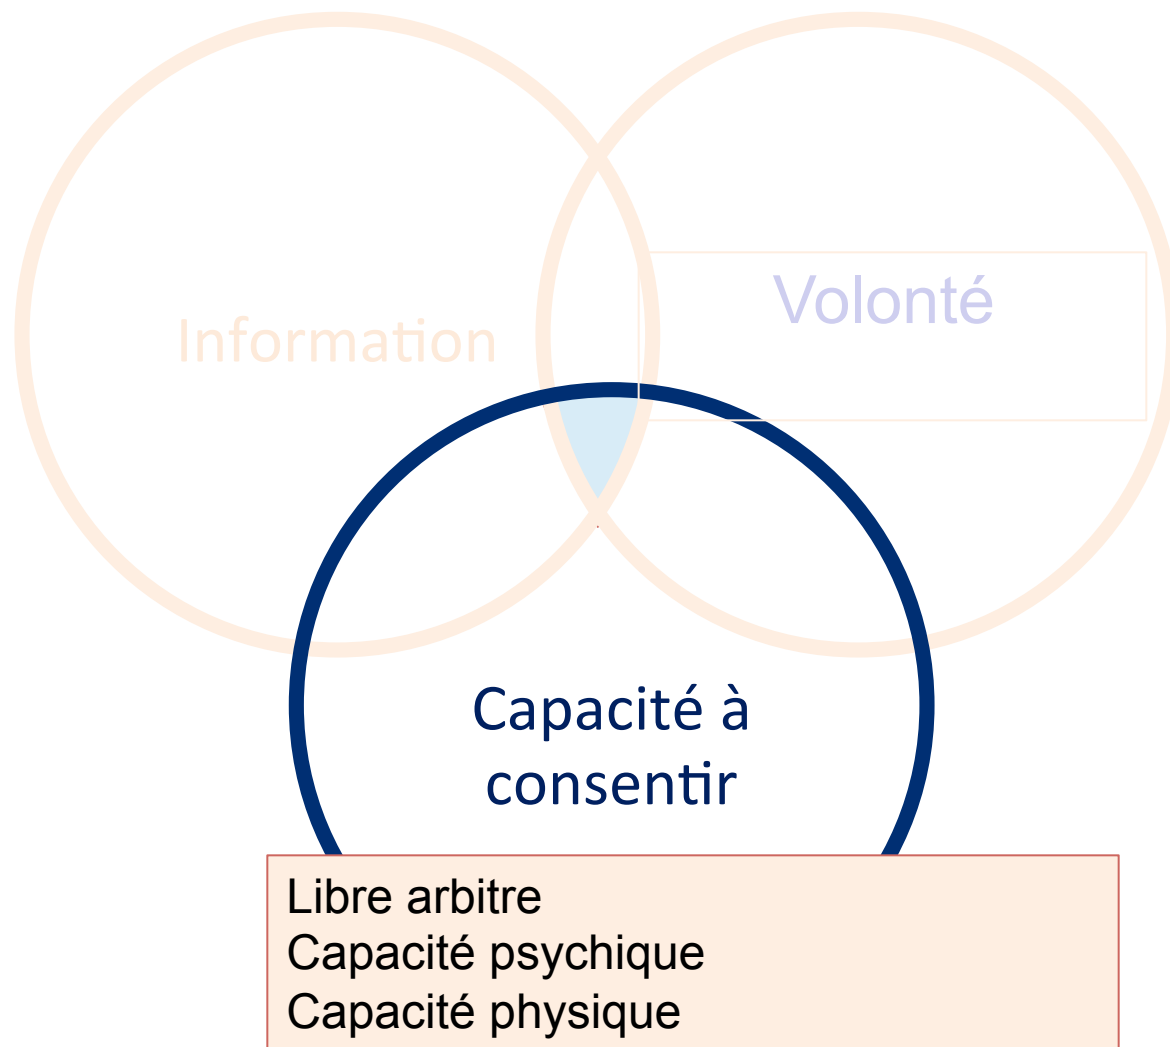 Information
Volonté
Capacité à
consentir
Libre arbitre
Capacité psychique
Capacité physique